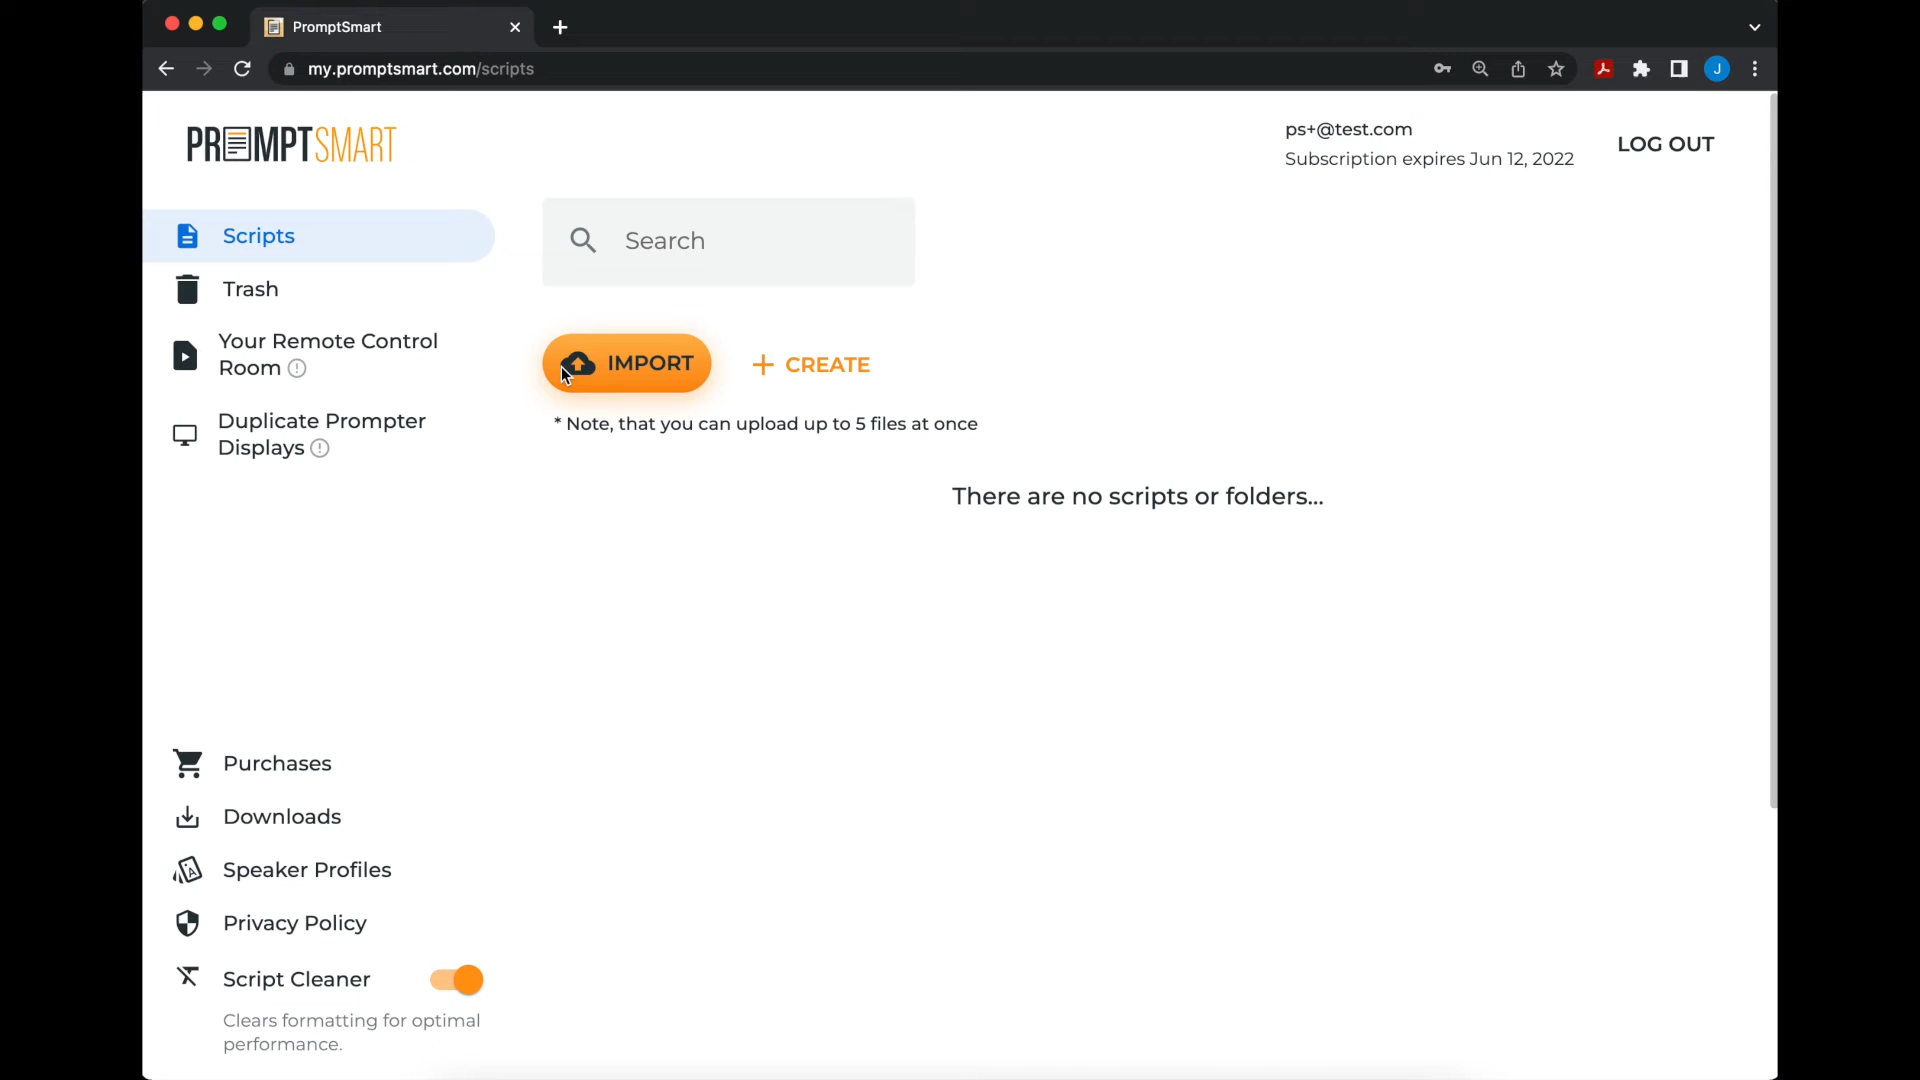 PromptSmart
my.promptsmart.com/scripts
J
PROMPTSMART
ps+@test.com
Subscription expires Jun 12, 2022
LOG OUT
Scripts
Trash
Your Remote Control
Room
Duplicate Prompter
Displays
Search
IMPORT
+ CREATE
* Note, that you can upload up to 5 files at once
There are no scripts or folders...
Purchases
Downloads
Speaker Profiles
Privacy Policy
Script Cleaner
Clears formatting for optimal
performance.